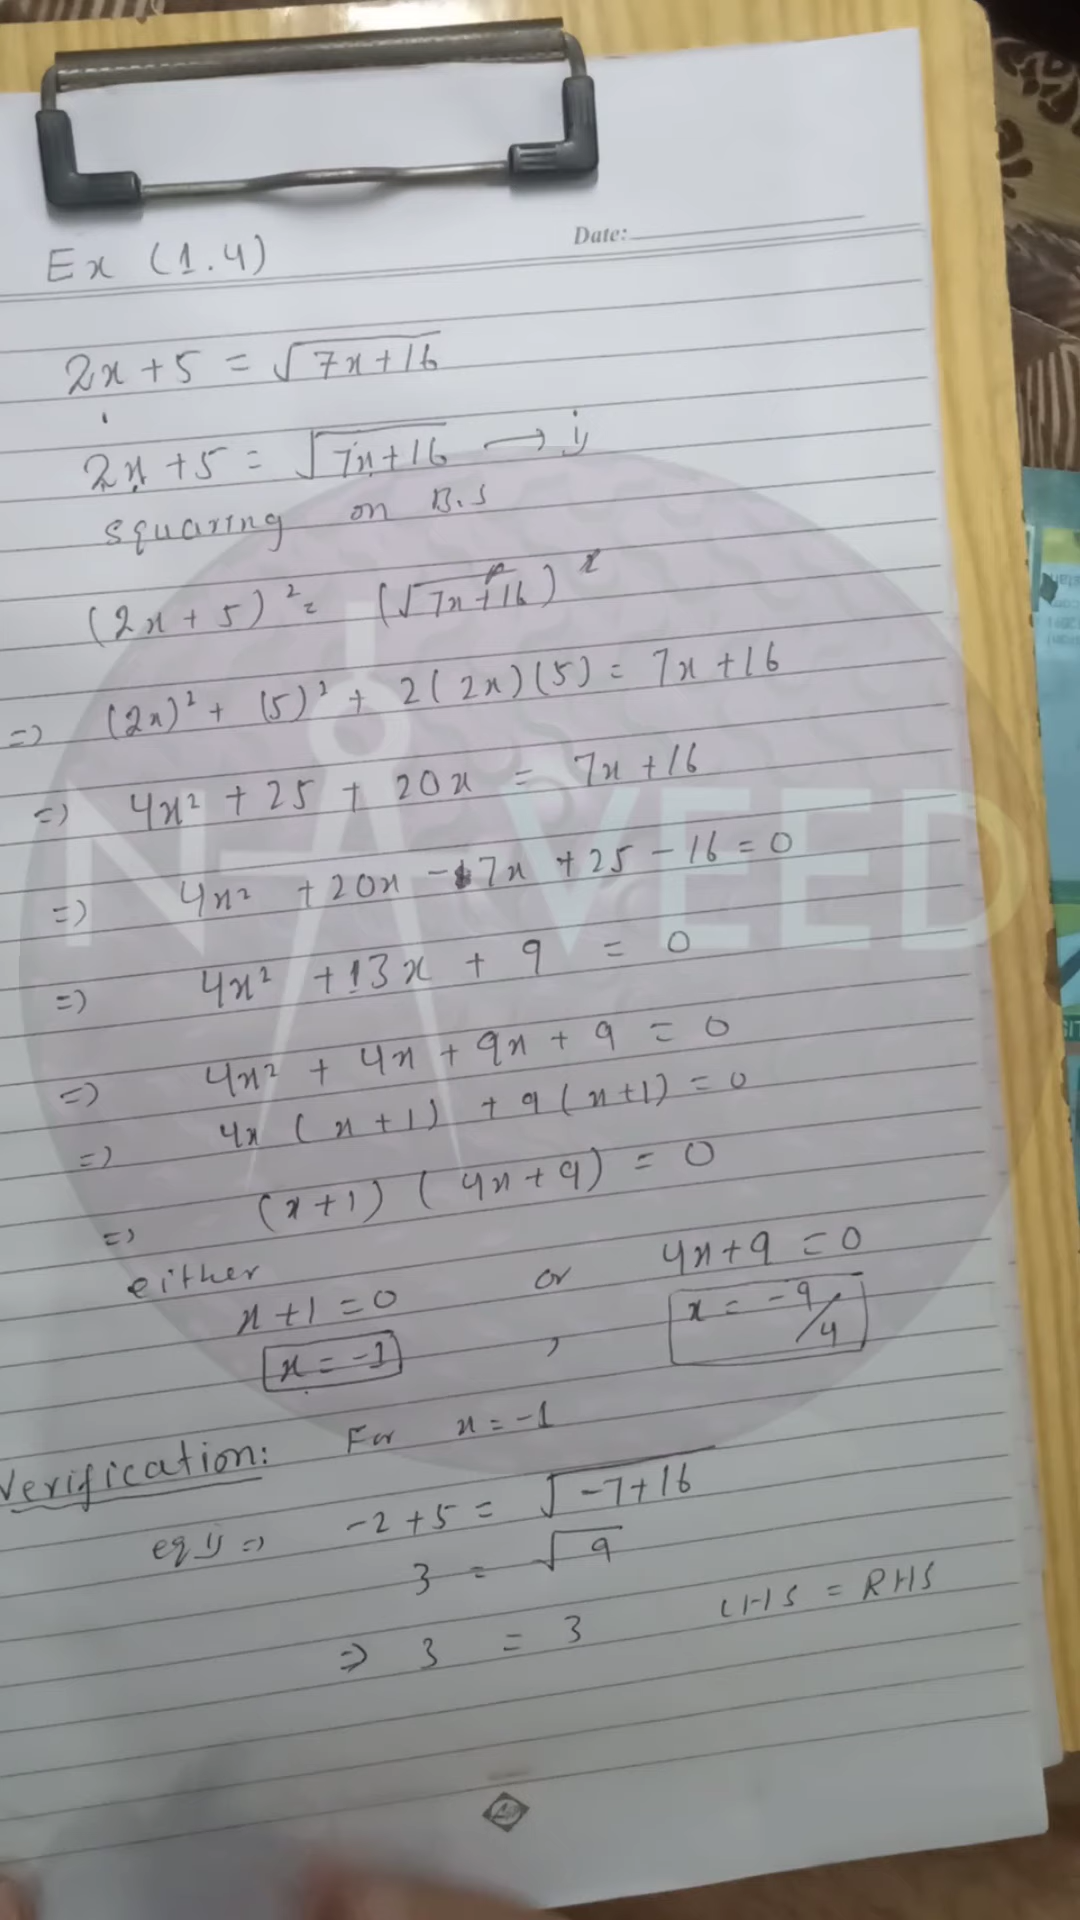 Date:
Ex (1.4)
2x + 5 = √7x+16
2x + 5 = √7x+16 → i)
squaring on B.S
(2x + 5)² = (√7x+16)²
=> (2x)² + (5)² + 2(2x)(5) = 7x +16
=> 4x² + 25 + 20x = 7x +16
=> 4x² +20x -7x +25 -16 = 0
=> 4x² +13x + 9 = 0
=> 4x² + 4x + 9x + 9 = 0
=> 4x (x+1) + 9(x+1) = 0
=> (x+1) (4x+9) = 0
either x+1 = 0 or 4x+9 = 0
x = -1 , x = -9/4
Verification: For x = -1
eq i) => -2 +5 = √-7+16
3 = √9
=> 3 = 3 LHS = RHS
NAVEED